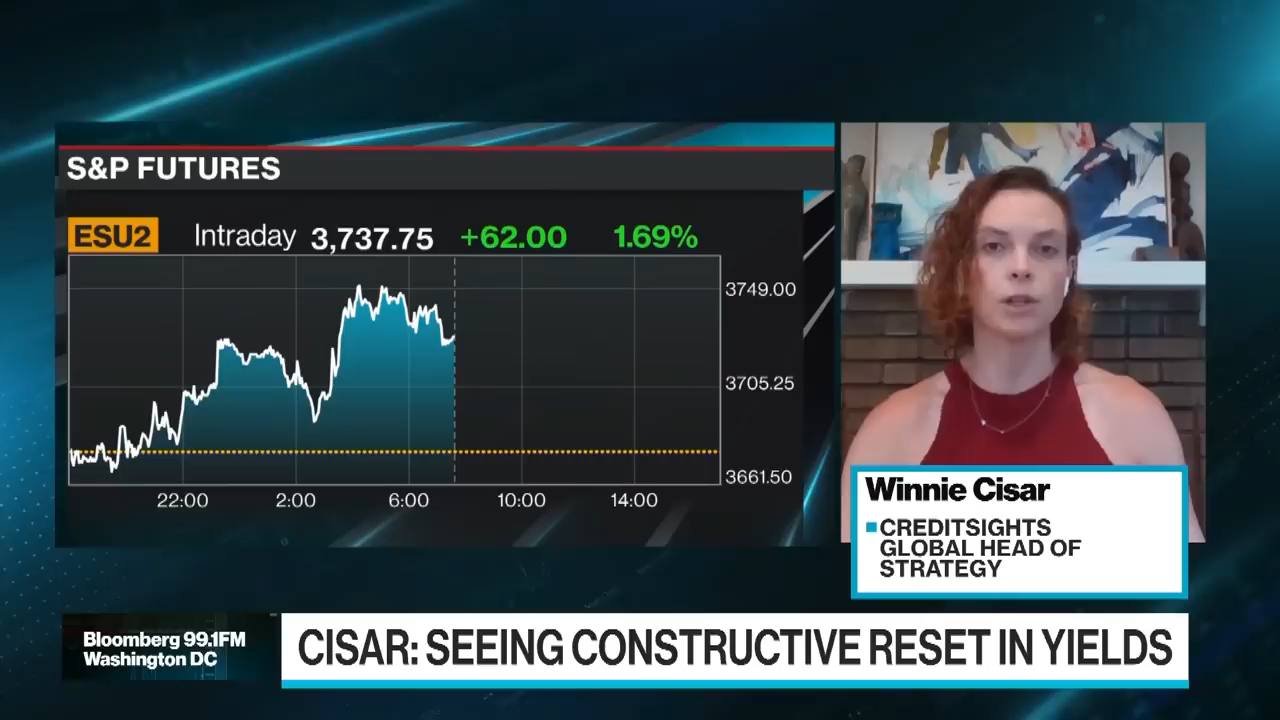 S&P FUTURES
ESU2 Intraday 3,737.75 +62.00 1.69%
3749.00
3705.25
3661.50
22:00 2:00 6:00 10:00 14:00
Winnie Cisar
CREDITSIGHTS
GLOBAL HEAD OF
STRATEGY
Bloomberg 99.1FM
Washington DC
CISAR: SEEING CONSTRUCTIVE RESET IN YIELDS